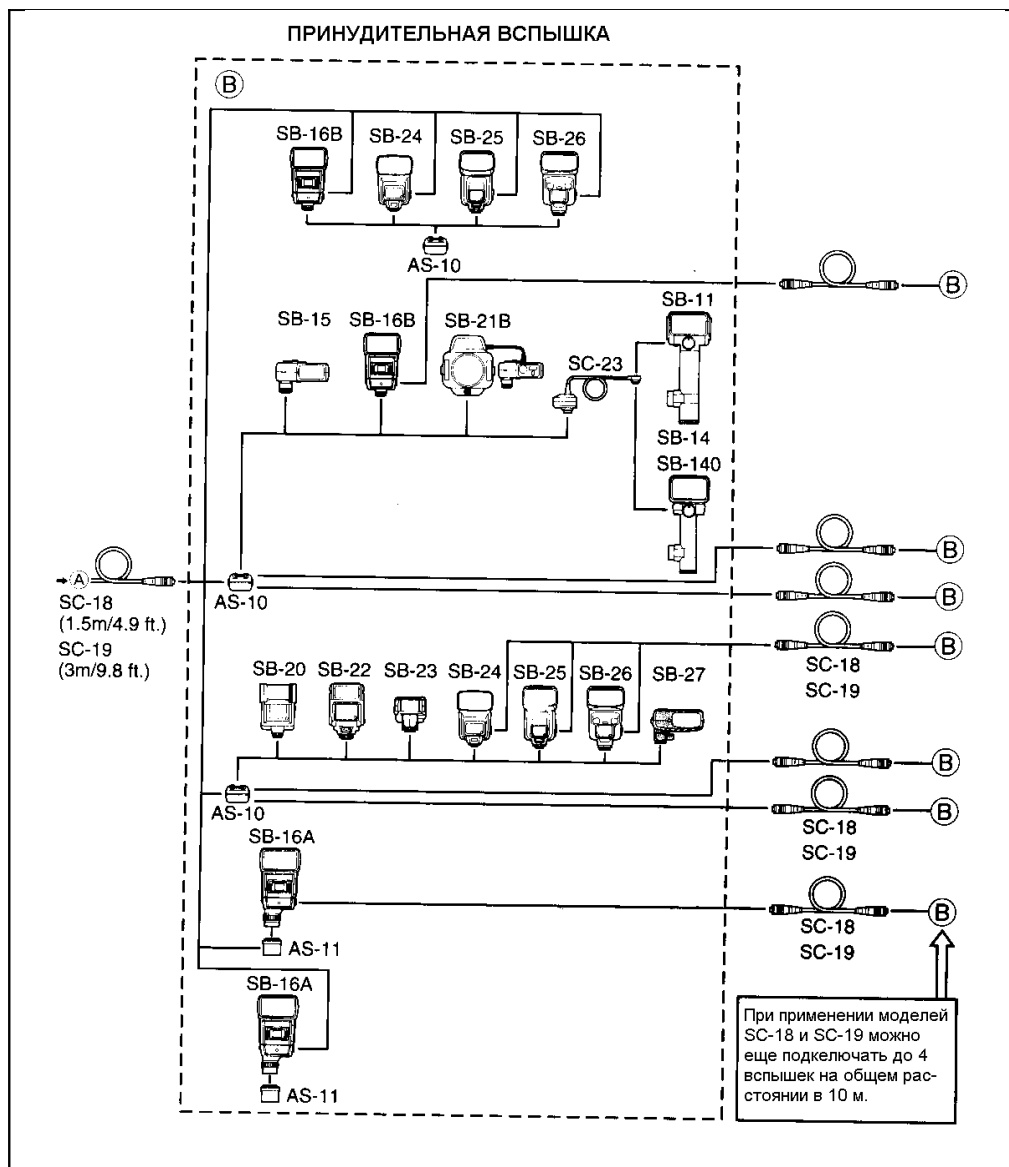 ПРИНУДИТЕЛЬНАЯ ВСПЫШКА
B
SB-16B SB-24 SB-25 SB-26
AS-10
B
SB-15 SB-16B SB-21B SB-11
SC-23
SB-14
SB-140
B
A
AS-10
B
SC-18
(1.5m/4.9 ft.)
SC-19
(3m/9.8 ft.)
B
SC-18
SC-19
SB-20 SB-22 SB-23 SB-24 SB-25 SB-26 SB-27
B
AS-10
B
SC-18
SC-19
SB-16A
B
SC-18
SC-19
AS-11
SB-16A
AS-11
При применении моделей
SC-18 и SC-19 можно
еще подкелючать до 4
вспышек на общем рас-
стоянии в 10 м.